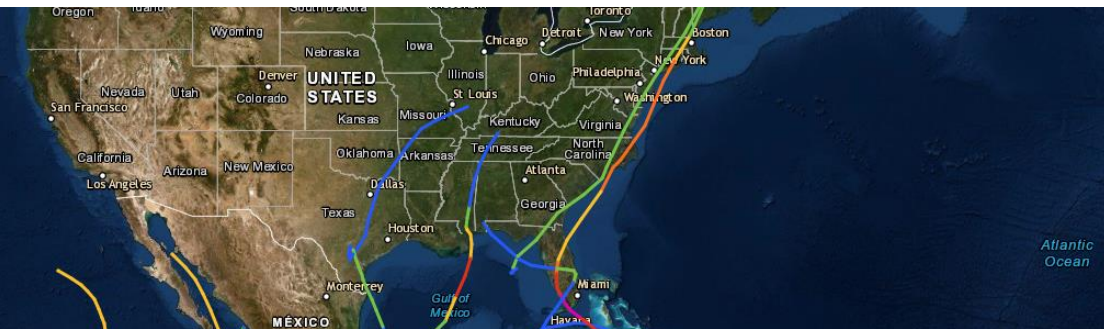 Oregon
Idaho
South Dakota
Toronto
Wyoming
Iowa
Chicago
Detroit
New York
Boston
Nebraska
Illinois
Ohio
Philadelphia
New York
Nevada
Utah
Denver
Colorado
UNITED
STATES
St Louis
Washington
San Francisco
Kansas
Missouri
Kentucky
Virginia
California
Oklahoma
Arkansas
Tennessee
North
Carolina
Los Angeles
Arizona
New Mexico
Dallas
Atlanta
Texas
Georgia
Houston
Atlantic
Ocean
Monterrey
Gulf of
Mexico
Miami
MÉXICO
Havana